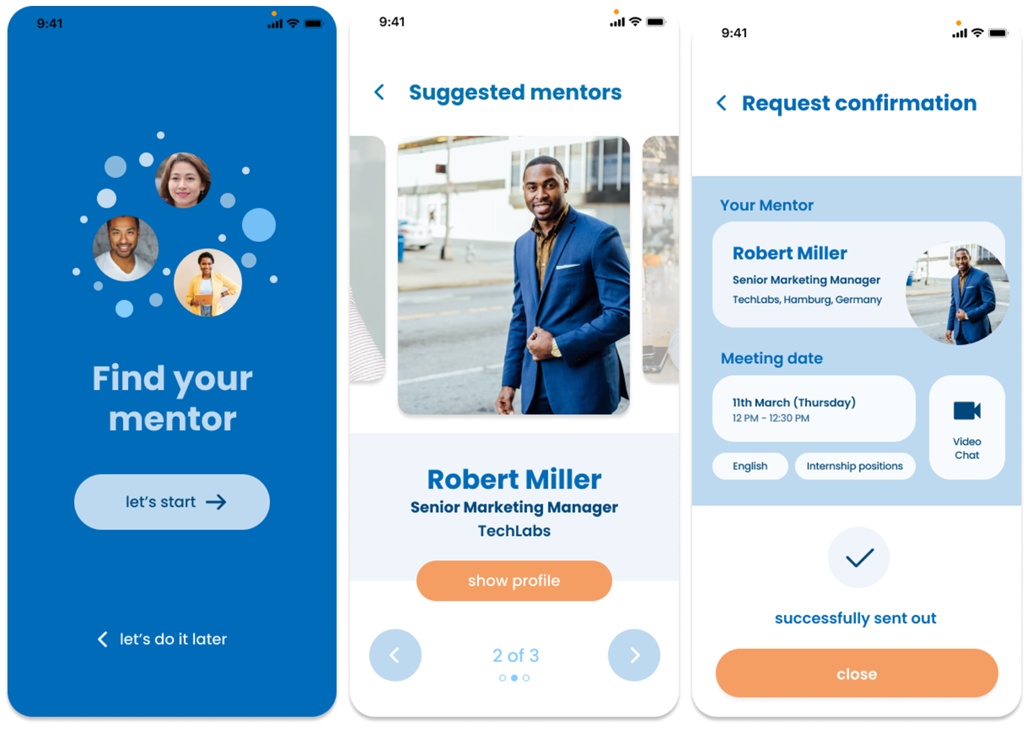 9:41
Find your
mentor
let's start
let's do it later
9:41
Suggested mentors
Robert Miller
Senior Marketing Manager
TechLabs
show profile
2 of 3
9:41
Request confirmation
Your Mentor
Robert Miller
Senior Marketing Manager
TechLabs, Hamburg, Germany
Meeting date
11th March (Thursday)
12 PM – 12:30 PM
Video
Chat
English
Internship positions
successfully sent out
close